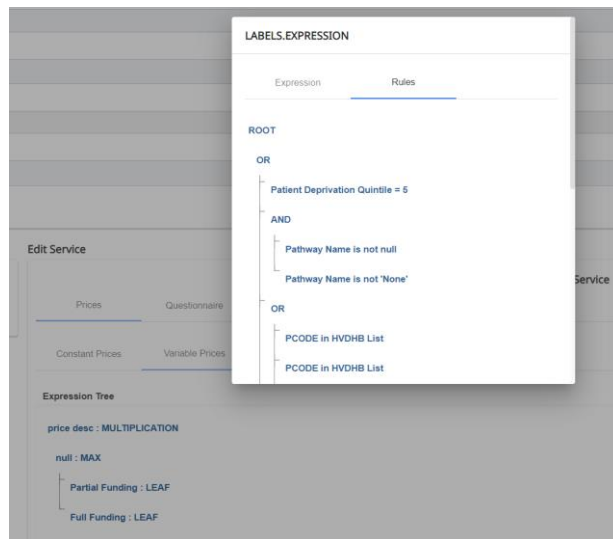 LABELS.EXPRESSION
Expression
Rules
ROOT
OR
Patient Deprivation Quintile = 5
AND
Pathway Name is not null
Pathway Name is not 'None'
OR
PCODE in HVDHB List
PCODE in HVDHB List
Edit Service
Service
Prices
Questionnaire
Constant Prices
Variable Prices
Expression Tree
price desc : MULTIPLICATION
null : MAX
Partial Funding : LEAF
Full Funding : LEAF